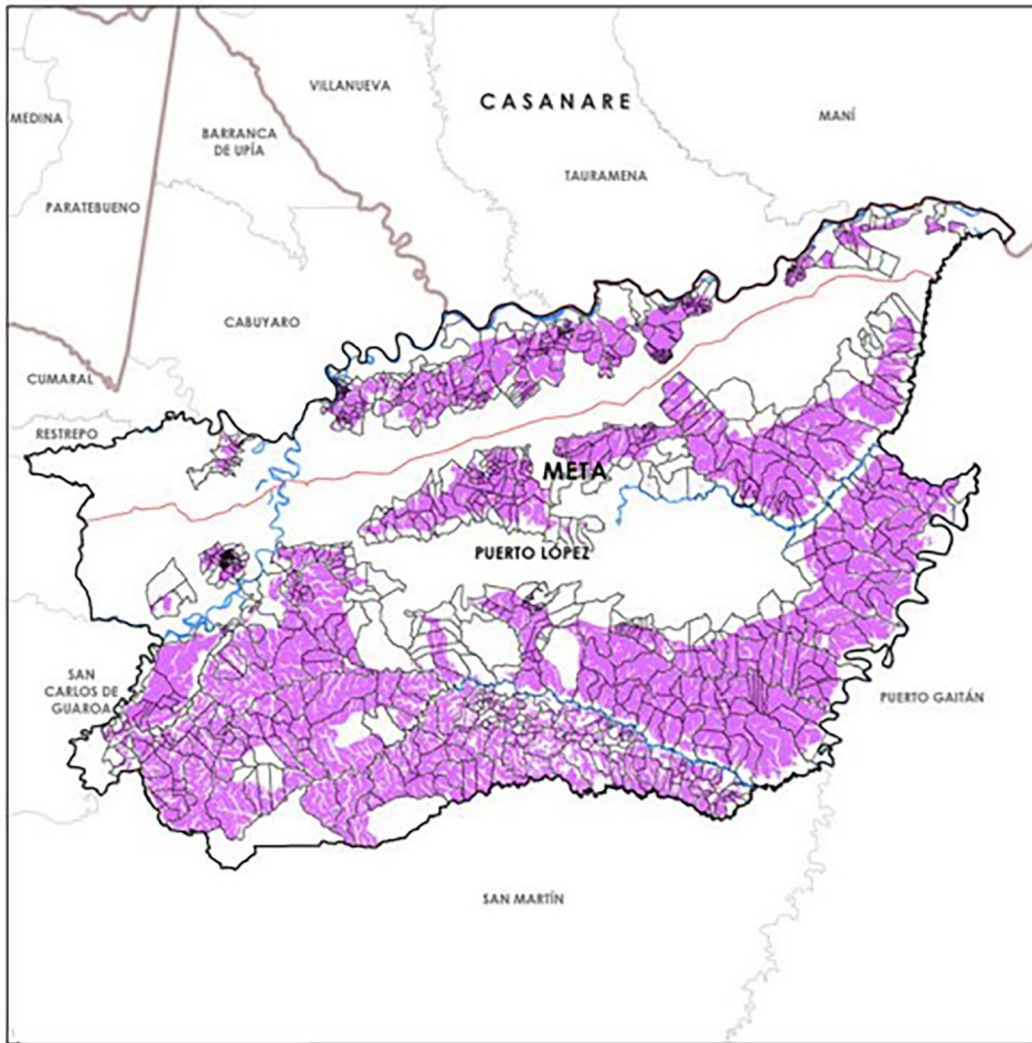 VILLANUEVA
CASANARE
MEDINA
MANÍ
BARRANCA
DE UPÍA
TAURAMENA
PARATEBUENO
CABUYARO
CUMARAL
RESTREPO
META
PUERTO LÓPEZ
SAN
CARLOS DE
GUAROA
PUERTO GAITÁN
SAN MARTÍN